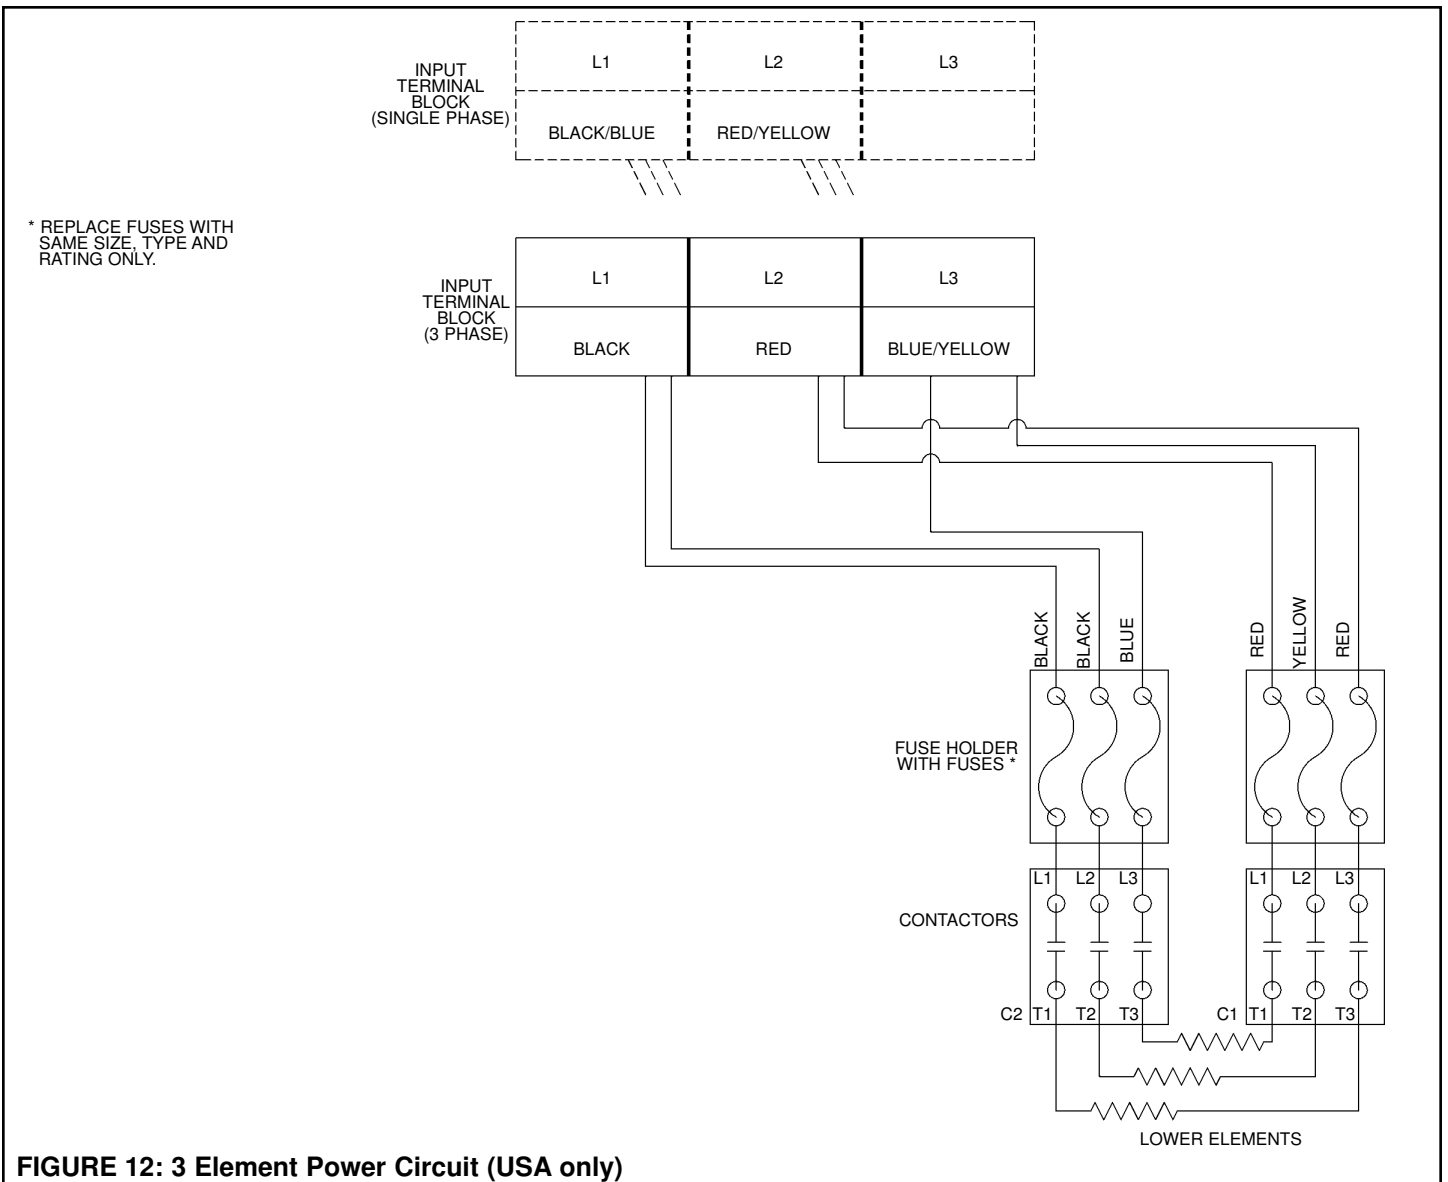 L1
L2
L3
INPUT
TERMINAL
BLOCK
(SINGLE PHASE)
BLACK/BLUE
RED/YELLOW
* REPLACE FUSES WITH
SAME SIZE, TYPE AND
RATING ONLY.
L1
L2
L3
INPUT
TERMINAL
BLOCK
(3 PHASE)
BLACK
RED
BLUE/YELLOW
BLACK
BLACK
BLUE
RED
YELLOW
RED
FUSE HOLDER
WITH FUSES *
L1
L2
L3
L1
L2
L3
CONTACTORS
C2
T1
T2
T3
C1
T1
T2
T3
LOWER ELEMENTS
FIGURE 12: 3 Element Power Circuit (USA only)